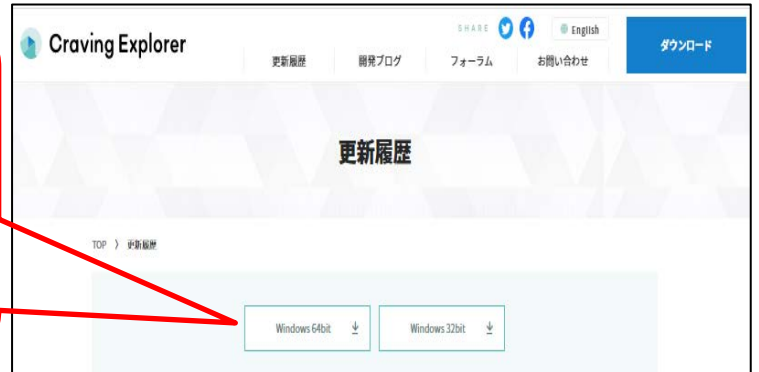 Craving Explorer
SHARE English
更新履歴 開発ブログ フォーラム お問い合わせ
ダウンロード
更新履歴
TOP 〉 更新履歴
Windows 64bit Windows 32bit